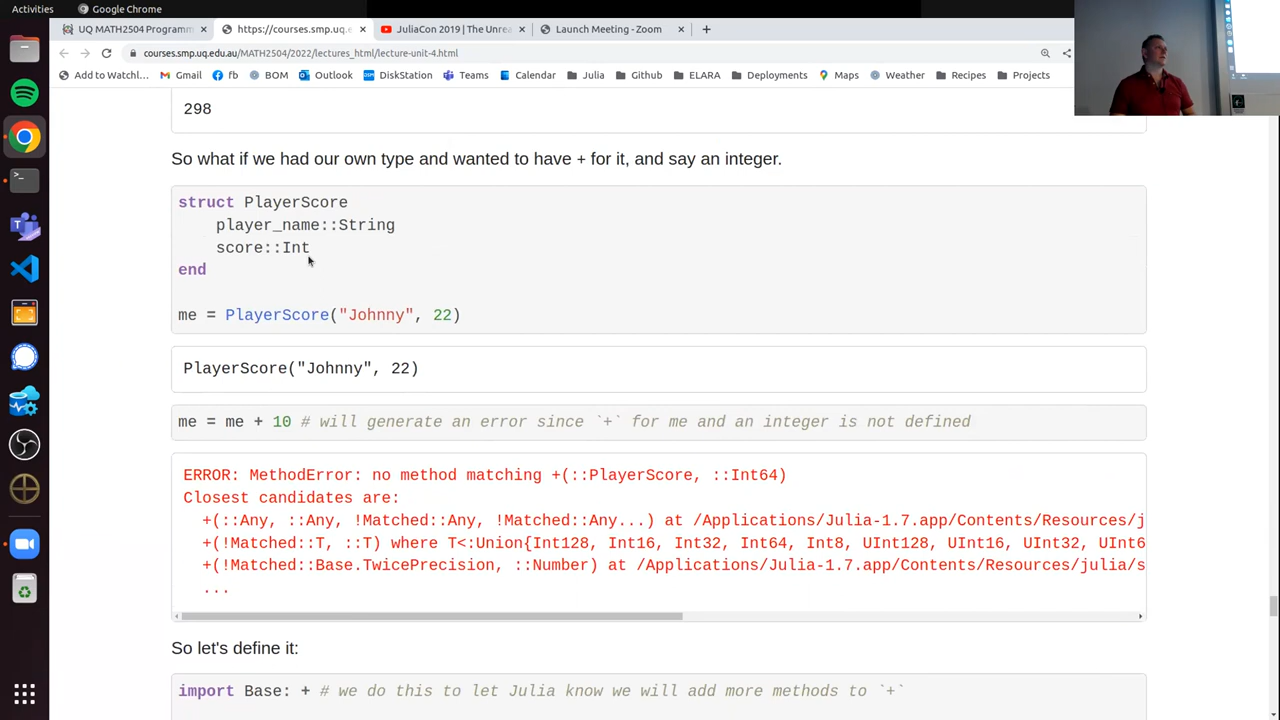 Activities
Google Chrome
UQ MATH2504 Programm
https://courses.smp.uq.e
JuliaCon 2019 | The Unrea
Launch Meeting - Zoom
courses.smp.uq.edu.au/MATH2504/2022/lectures_html/lecture-unit-4.html
Add to Watchl... Gmail fb BOM Outlook DiskStation Teams Calendar Julia Github ELARA Deployments Maps Weather Recipes Projects
298
So what if we had our own type and wanted to have + for it, and say an integer.
struct PlayerScore
player_name::String
score::Int
end
me = PlayerScore("Johnny", 22)
PlayerScore("Johnny", 22)
me = me + 10 # will generate an error since `+` for me and an integer is not defined
ERROR: MethodError: no method matching +(::PlayerScore, ::Int64)
Closest candidates are:
+(::Any, ::Any, !Matched::Any, !Matched::Any...) at /Applications/Julia-1.7.app/Contents/Resources/j
+(!Matched::T, ::T) where T<:Union{Int128, Int16, Int32, Int64, Int8, UInt128, UInt16, UInt32, UInt6
+(!Matched::Base.TwicePrecision, ::Number) at /Applications/Julia-1.7.app/Contents/Resources/julia/s
...
So let's define it:
import Base: + # we do this to let Julia know we will add more methods to `+`